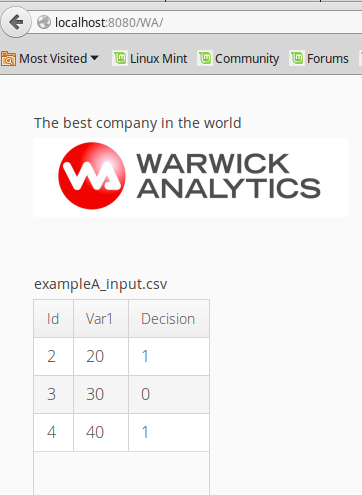 localhost:8080/WA/
Most Visited Linux Mint Community Forums
The best company in the world
WA WARWICK
ANALYTICS
exampleA_input.csv
Id Var1 Decision
2 20 1
3 30 0
4 40 1